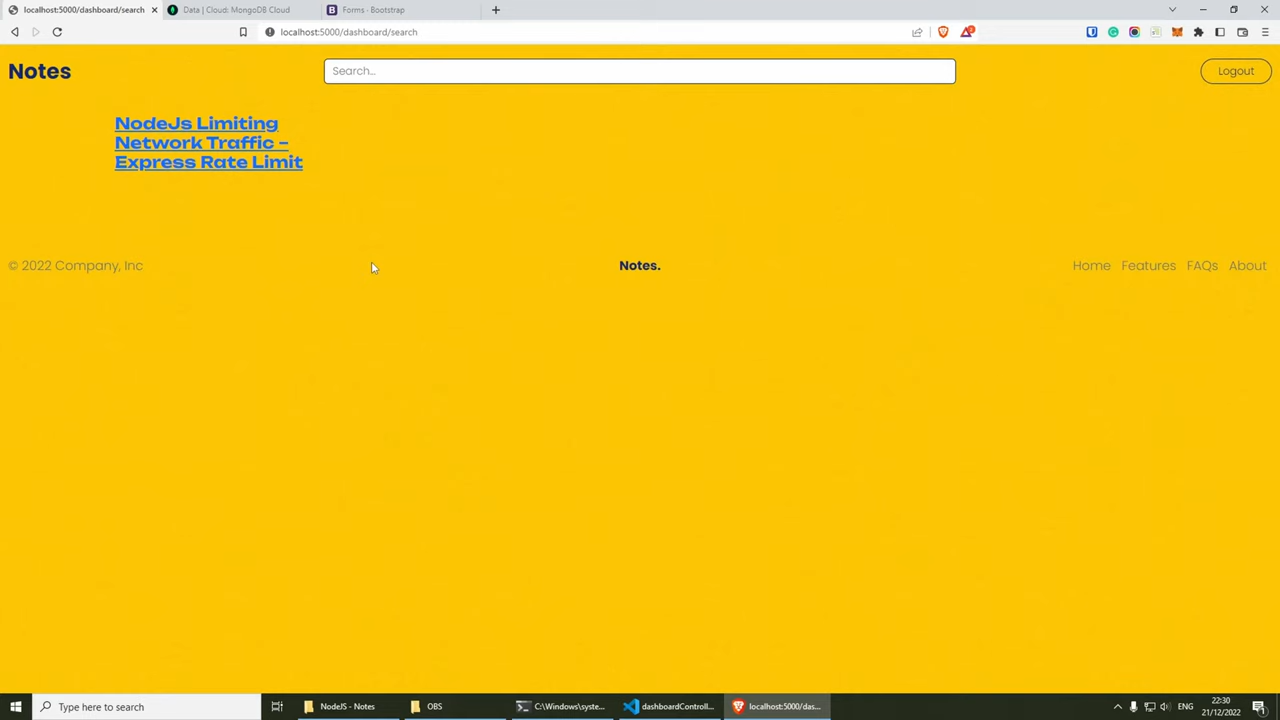 localhost:5000/dashboard/search
Data | Cloud: MongoDB Cloud
Forms · Bootstrap
localhost:5000/dashboard/search
Notes
Search...
Logout
NodeJs Limiting
Network Traffic –
Express Rate Limit
© 2022 Company, Inc
Notes.
Home
Features
FAQs
About
Type here to search
NodeJS - Notes
OBS
C:\Windows\syste...
dashboardControll...
localhost:5000/das...
ENG
22:30
21/12/2022